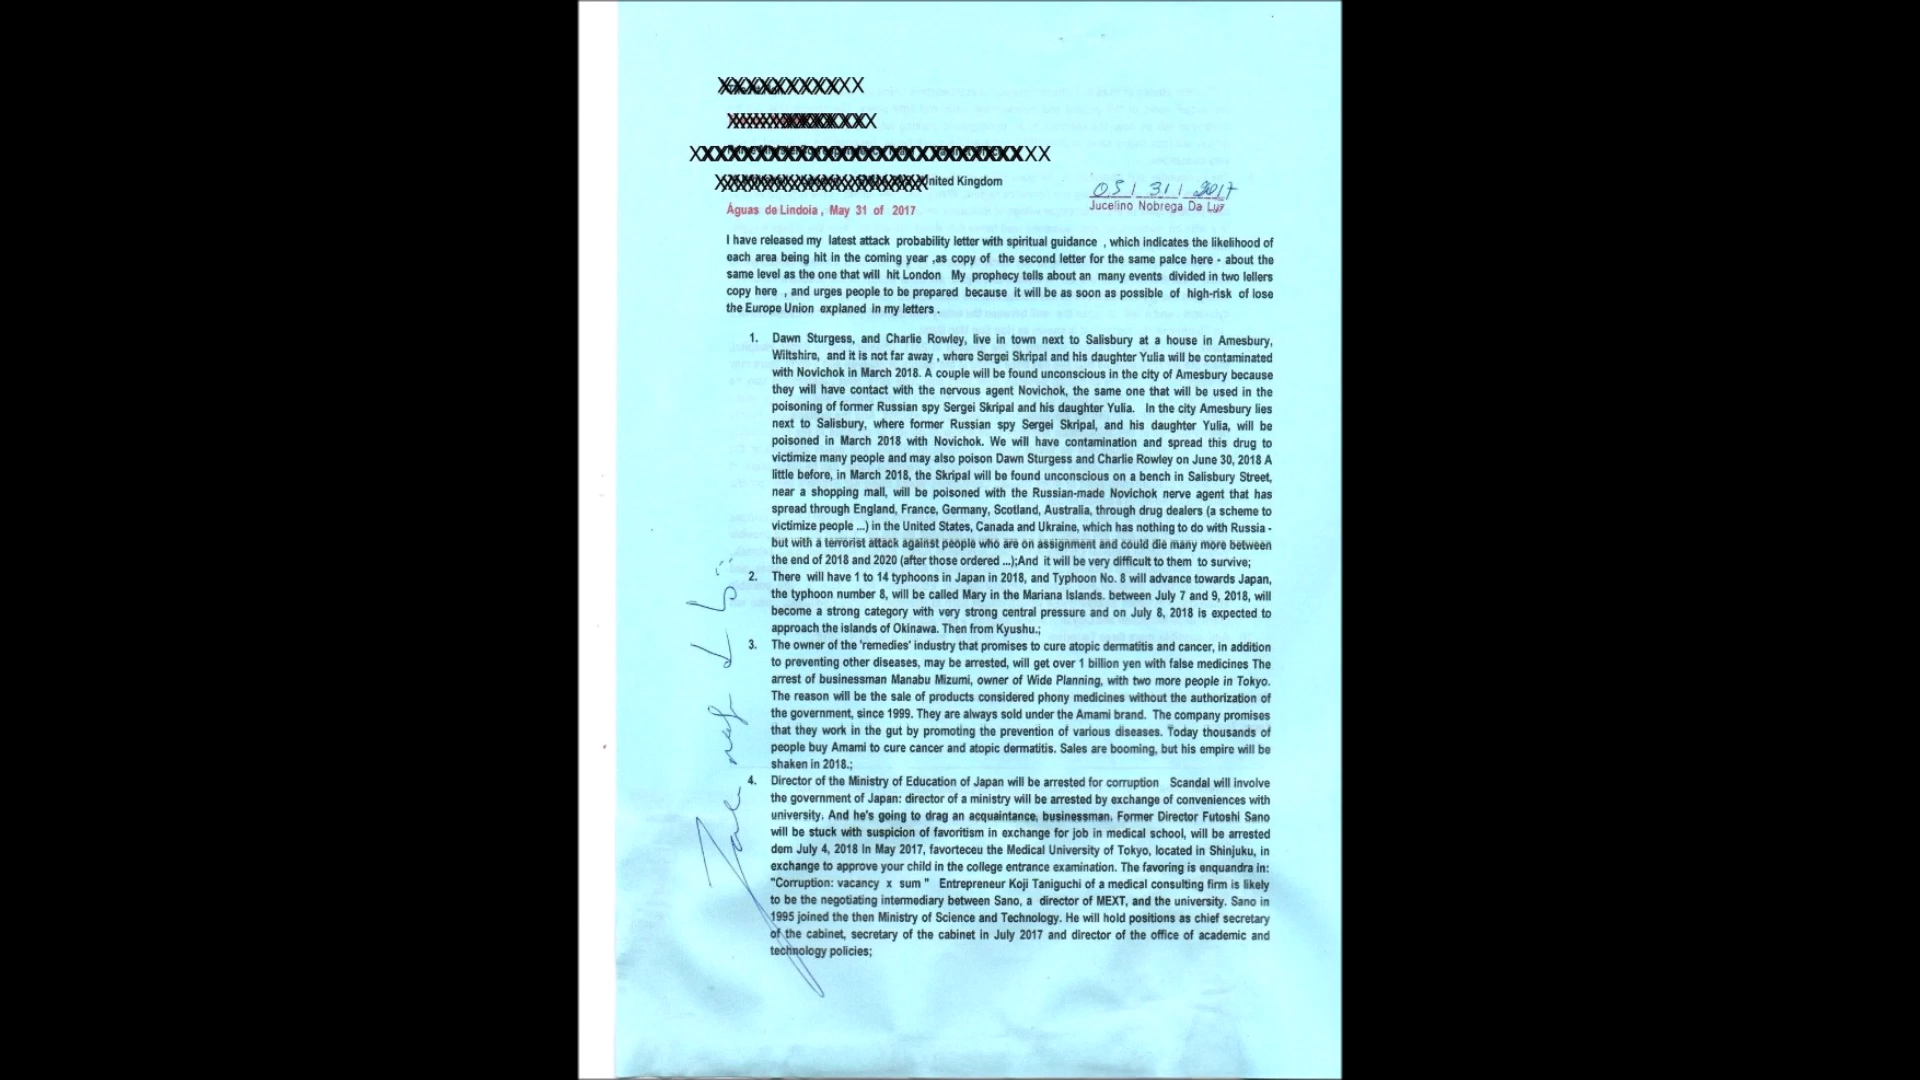 XXXXXXXXXXXX
XXXXXXXXXXXXX
XXXXXXXXXXXXXXXXXXXXXXXXXXXX
XXXXXXXXXXXXXXXXX United Kingdom
05 | 31 | 2017
Jucelino Nobrega Da Luz
Águas de Lindoia , May 31 of 2017
I have released my latest attack probability letter with spiritual guidance , which indicates the likelihood of
each area being hit in the coming year ,as copy of the second letter for the same palce here - about the
same level as the one that will hit London My prophecy tells about an many events divided in two lellers
copy here , and urges people to be prepared because it will be as soon as possible of high-risk of lose
the Europe Union explaned in my letters .
1. Dawn Sturgess, and Charlie Rowley, live in town next to Salisbury at a house in Amesbury,
Wiltshire, and it is not far away , where Sergei Skripal and his daughter Yulia will be contaminated
with Novichok in March 2018. A couple will be found unconscious in the city of Amesbury because
they will have contact with the nervous agent Novichok, the same one that will be used in the
poisoning of former Russian spy Sergei Skripal and his daughter Yulia. In the city Amesbury lies
next to Salisbury, where former Russian spy Sergei Skripal, and his daughter Yulia, will be
poisoned in March 2018 with Novichok. We will have contamination and spread this drug to
victimize many people and may also poison Dawn Sturgess and Charlie Rowley on June 30, 2018 A
little before, in March 2018, the Skripal will be found unconscious on a bench in Salisbury Street,
near a shopping mall, will be poisoned with the Russian-made Novichok nerve agent that has
spread through England, France, Germany, Scotland, Australia, through drug dealers (a scheme to
victimize people ...) in the United States, Canada and Ukraine, which has nothing to do with Russia -
but with a terrorist attack against people who are on assignment and could die many more between
the end of 2018 and 2020 (after those ordered ...);And it will be very difficult to them to survive;
2. There will have 1 to 14 typhoons in Japan in 2018, and Typhoon No. 8 will advance towards Japan,
the typhoon number 8, will be called Mary in the Mariana Islands. between July 7 and 9, 2018, will
become a strong category with very strong central pressure and on July 8, 2018 is expected to
approach the islands of Okinawa. Then from Kyushu.;
3. The owner of the 'remedies' industry that promises to cure atopic dermatitis and cancer, in addition
to preventing other diseases, may be arrested, will get over 1 billion yen with false medicines The
arrest of businessman Manabu Mizumi, owner of Wide Planning, with two more people in Tokyo.
The reason will be the sale of products considered phony medicines without the authorization of
the government, since 1999. They are always sold under the Amami brand. The company promises
that they work in the gut by promoting the prevention of various diseases. Today thousands of
people buy Amami to cure cancer and atopic dermatitis. Sales are booming, but his empire will be
shaken in 2018.;
4. Director of the Ministry of Education of Japan will be arrested for corruption Scandal will involve
the government of Japan: director of a ministry will be arrested by exchange of conveniences with
university. And he's going to drag an acquaintance, businessman. Former Director Futoshi Sano
will be stuck with suspicion of favoritism in exchange for job in medical school, will be arrested
dem July 4, 2018 In May 2017, favorteceu the Medical University of Tokyo, located in Shinjuku, in
exchange to approve your child in the college entrance examination. The favoring is enquandra in:
"Corruption: vacancy x sum " Entrepreneur Koji Taniguchi of a medical consulting firm is likely
to be the negotiating intermediary between Sano, a director of MEXT, and the university. Sano in
1995 joined the then Ministry of Science and Technology. He will hold positions as chief secretary
of the cabinet, secretary of the cabinet in July 2017 and director of the office of academic and
technology policies;